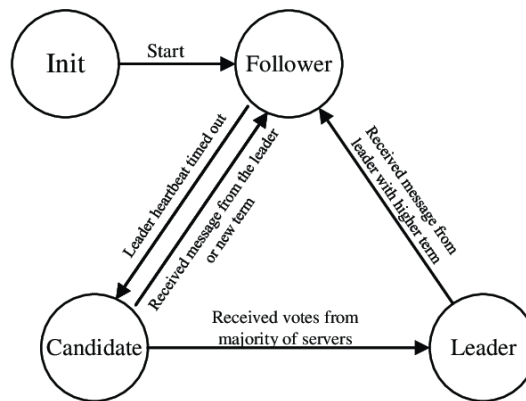 Init
Start
Follower
Leader heartbeat timed out
Received message from the leader
or new term
Received message from
leader with higher term
Candidate
Received votes from
majority of servers
Leader